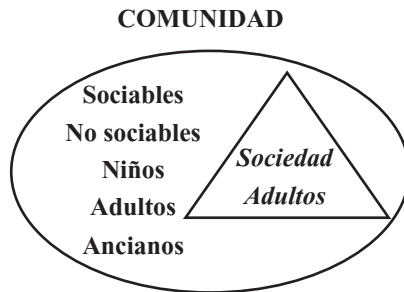 COMUNIDAD
Sociables
No sociables
Niños
Adultos
Ancianos
Sociedad
Adultos